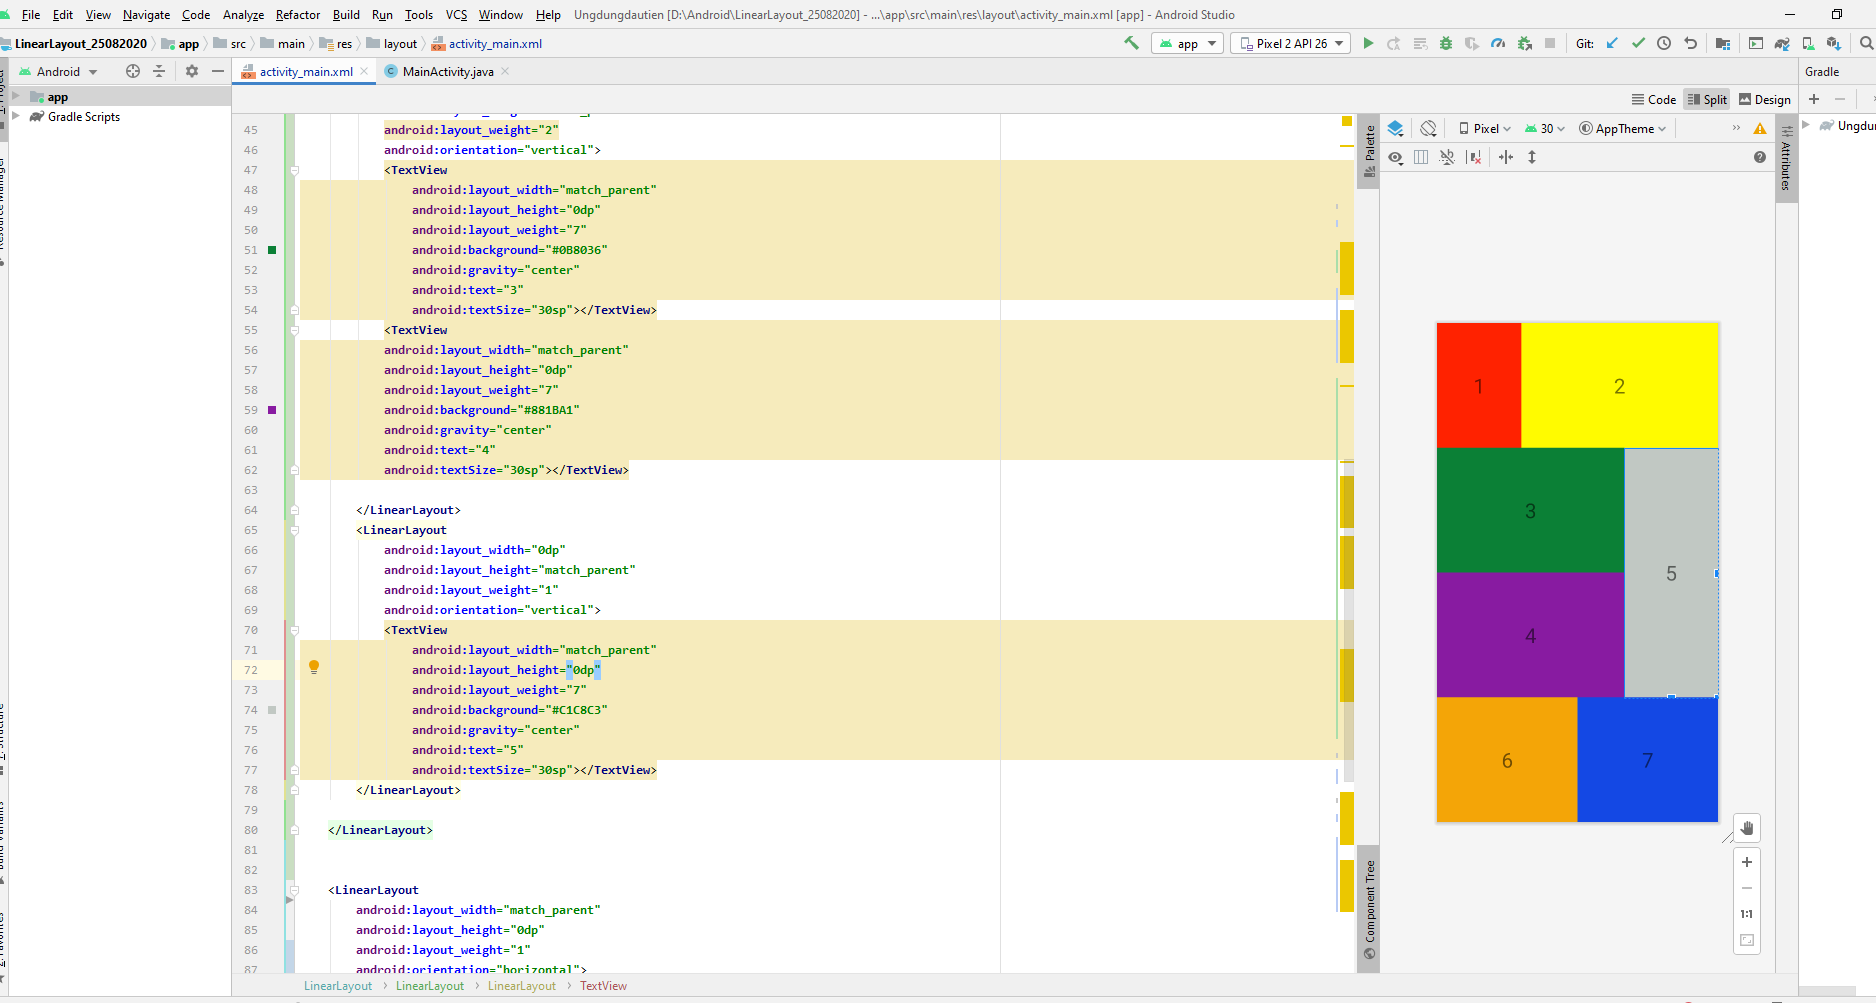 File Edit View Navigate Code Analyze Refactor Build Run Tools VCS Window Help Ungdungdautien [D:\Android\LinearLayout_25082020] - ...\app\src\main\res\layout\activity_main.xml [app] - Android Studio
LinearLayout_25082020 app src main res layout activity_main.xml app Pixel 2 API 26 Git:
Android activity_main.xml MainActivity.java Gradle
app Code Split Design
Gradle Scripts
Pixel 30 AppTheme
Palette
Attributes
45 android:layout_weight="2"
46 android:orientation="vertical">
47 <TextView
48 android:layout_width="match_parent"
49 android:layout_height="0dp"
50 android:layout_weight="7"
51 android:background="#0B8036"
52 android:gravity="center"
53 android:text="3"
54 android:textSize="30sp"></TextView>
55 <TextView
56 android:layout_width="match_parent"
57 android:layout_height="0dp"
58 android:layout_weight="7"
59 android:background="#881BA1"
60 android:gravity="center"
61 android:text="4"
62 android:textSize="30sp"></TextView>
63
64 </LinearLayout>
65 <LinearLayout
66 android:layout_width="0dp"
67 android:layout_height="match_parent"
68 android:layout_weight="1"
69 android:orientation="vertical">
70 <TextView
71 android:layout_width="match_parent"
72 android:layout_height="0dp"
73 android:layout_weight="7"
74 android:background="#C1C8C3"
75 android:gravity="center"
76 android:text="5"
77 android:textSize="30sp"></TextView>
78 </LinearLayout>
79
80 </LinearLayout>
81
82
83 <LinearLayout
84 android:layout_width="match_parent"
85 android:layout_height="0dp"
86 android:layout_weight="1"
87 android:orientation="horizontal">
LinearLayout > LinearLayout > LinearLayout > TextView
1 2
3
5
4
6 7
1:1
Component Tree